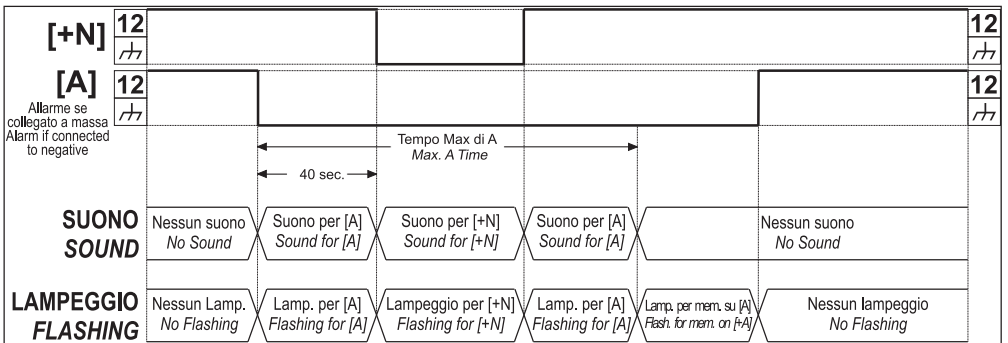 [+N] 12 12
[A] 12 12
Allarme se
collegato a massa
Alarm if connected
to negative
Tempo Max di A
Max. A Time
40 sec.
SUONO
SOUND
Nessun suono
No Sound
Suono per [A]
Sound for [A]
Suono per [+N]
Sound for [+N]
Suono per [A]
Sound for [A]
Nessun suono
No Sound
LAMPEGGIO
FLASHING
Nessun Lamp.
No Flashing
Lamp. per [A]
Flashing for [A]
Lampeggio per [+N]
Flashing for [+N]
Lamp. per [A]
Flashing for [A]
Lamp. per mem. su [A]
Flash. for mem. on [+A]
Nessun lampeggio
No Flashing